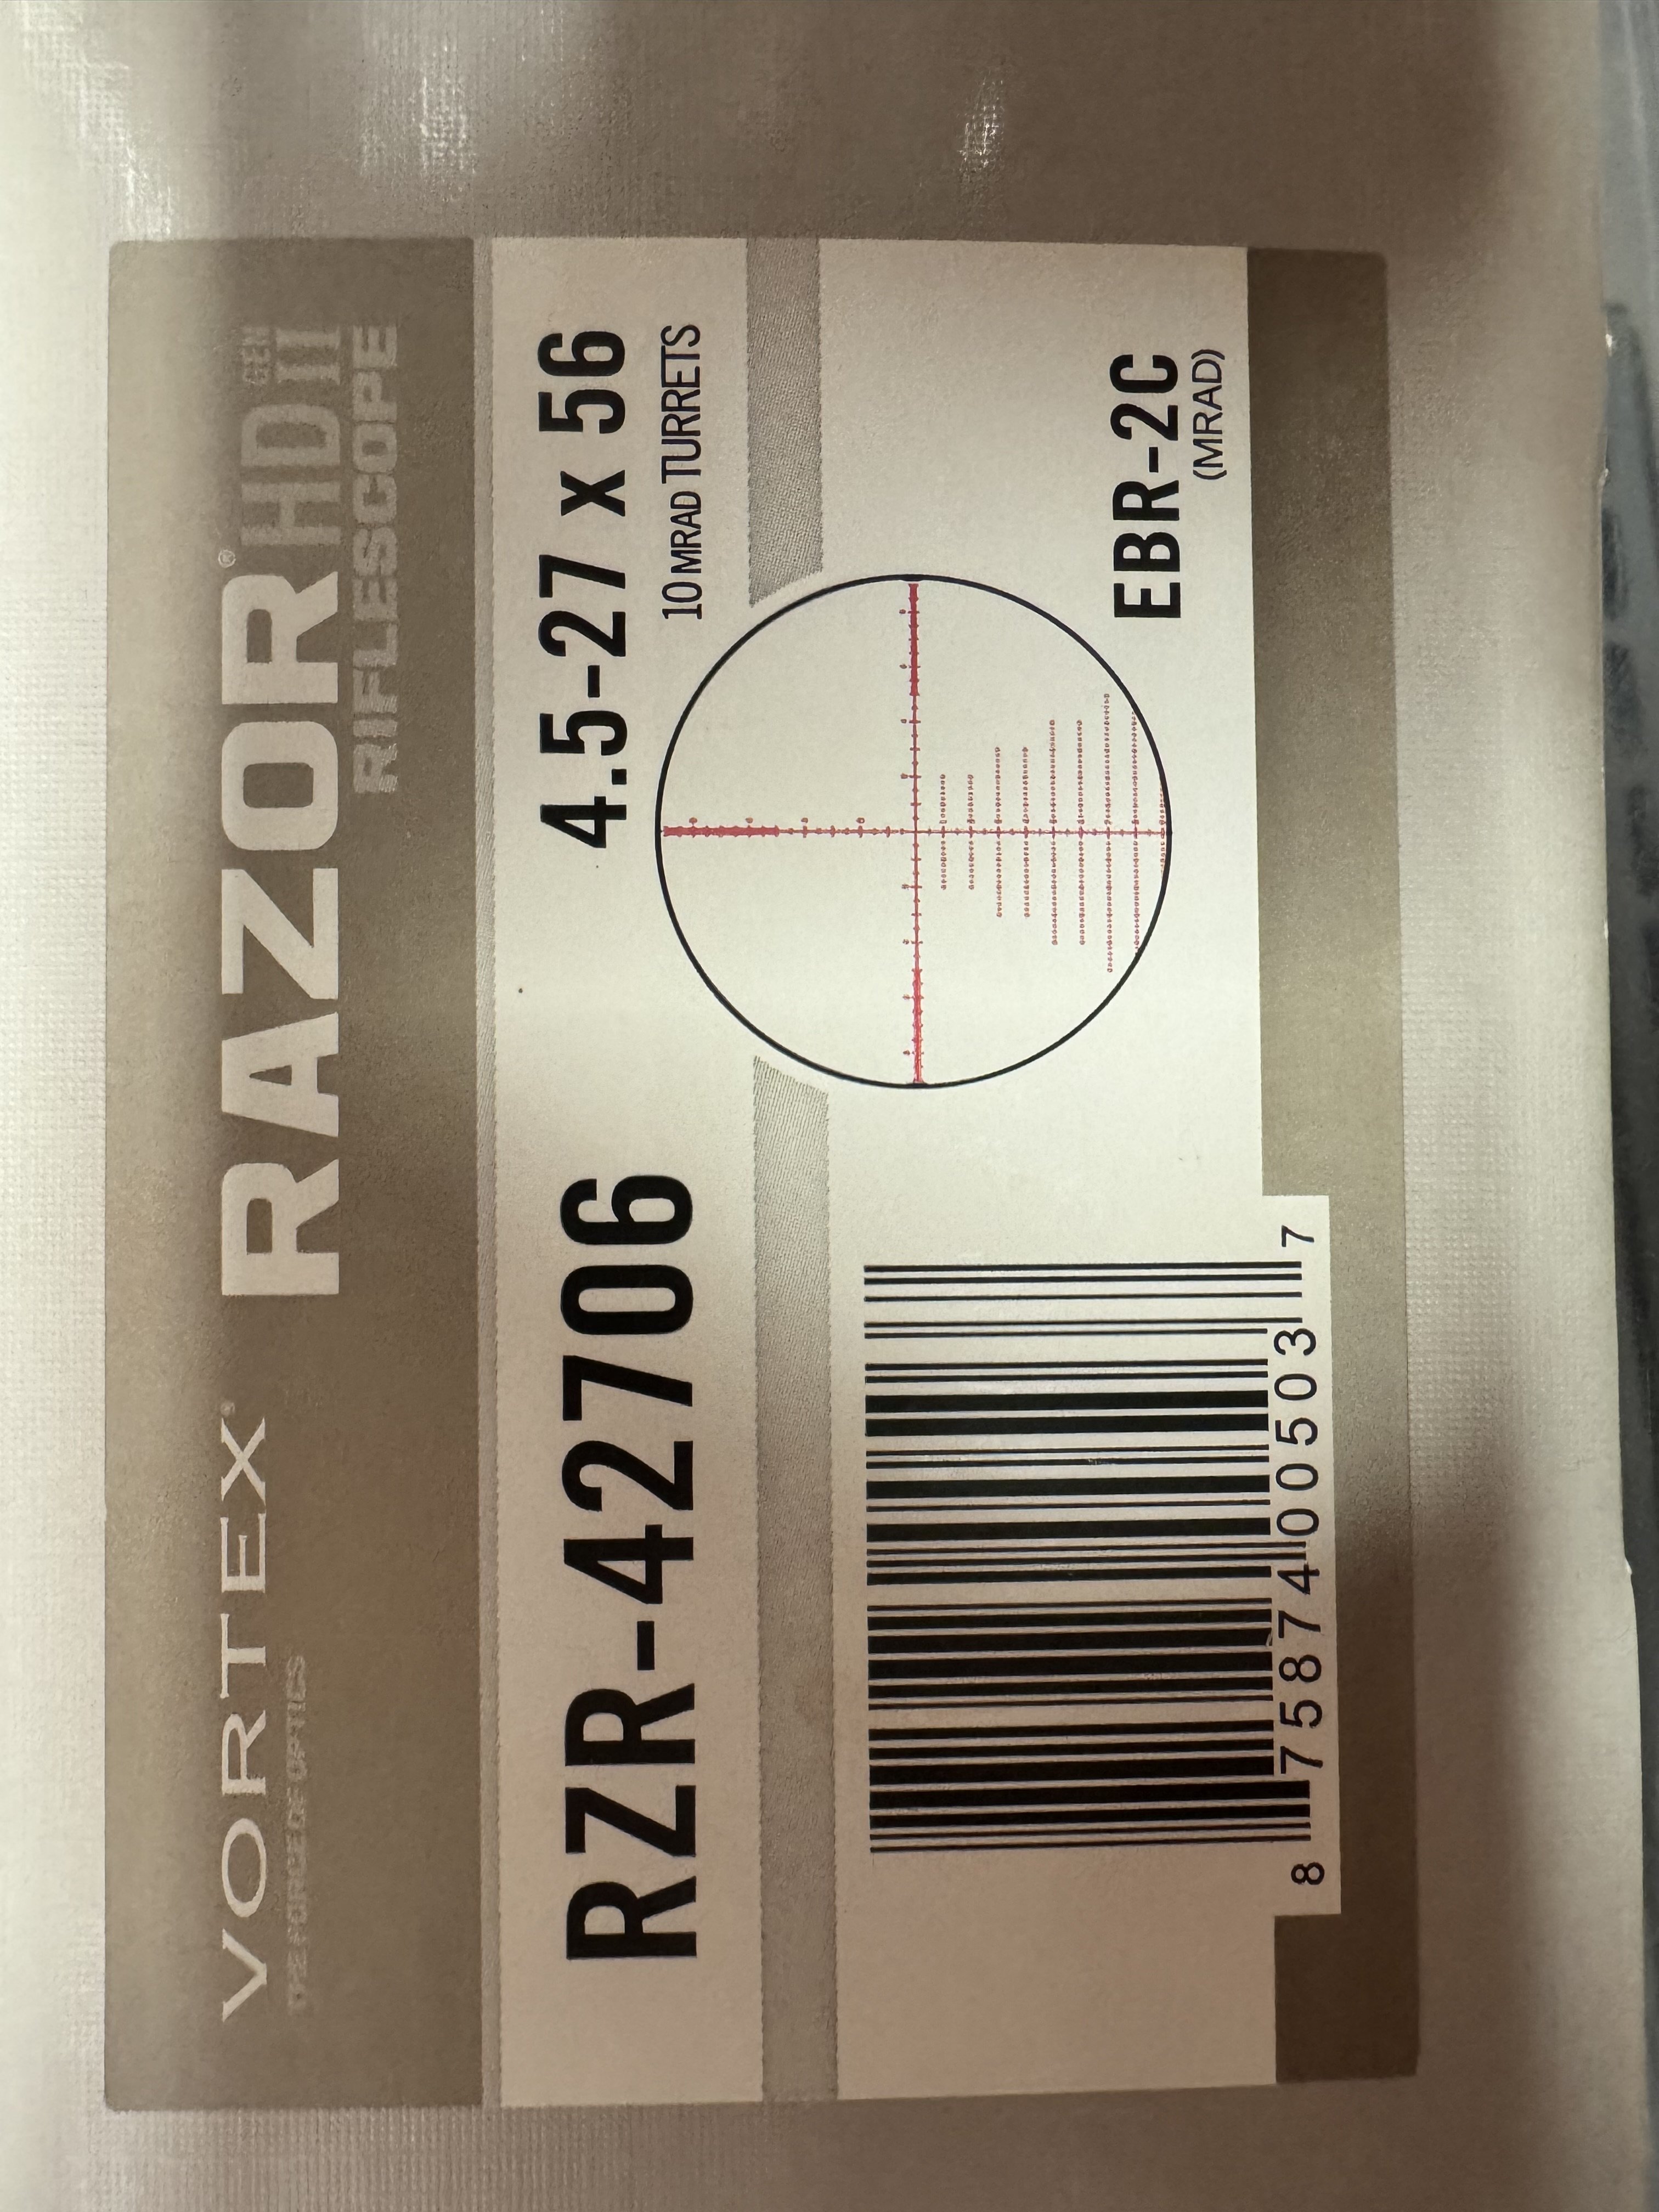 VORTEX®
THE FORCE OF OPTICS
RAZOR® HD GEN II
RIFLESCOPE
RZR-42706
4.5-27 x 56
10 MRAD TURRETS
EBR-2C
(MRAD)
8 75874 00503 7